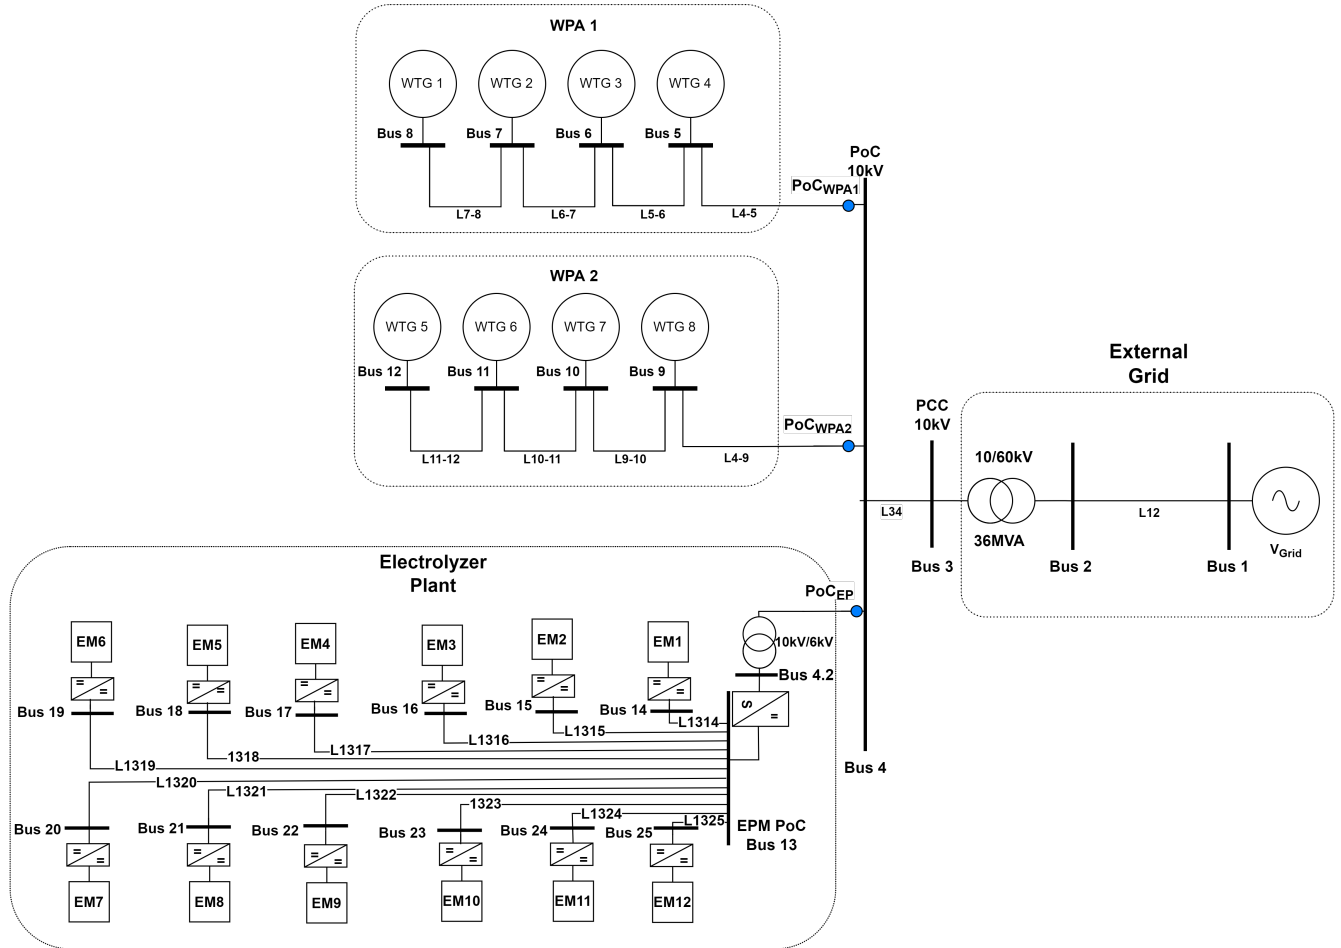 WPA 1
WTG 1
WTG 2
WTG 3
WTG 4
Bus 8
Bus 7
Bus 6
Bus 5
L7-8
L6-7
L5-6
L4-5
PoC
10kV
PoCWPA1
WPA 2
WTG 5
WTG 6
WTG 7
WTG 8
Bus 12
Bus 11
Bus 10
Bus 9
L11-12
L10-11
L9-10
L4-9
PoCWPA2
External
Grid
PCC
10kV
10/60kV
L34
L12
36MVA
VGrid
Bus 3
Bus 2
Bus 1
Electrolyzer
Plant
PoCEP
EM6
EM5
EM4
EM3
EM2
EM1
10kV/6kV
=
=
=
=
=
=
=
=
=
=
=
=
Bus 4.2
Bus 19
Bus 18
Bus 17
Bus 16
Bus 15
Bus 14
S
=
L1314
L1315
L1316
L1317
1318
L1319
Bus 4
L1320
L1321
L1322
1323
L1324
L1325
Bus 20
Bus 21
Bus 22
Bus 23
Bus 24
Bus 25
EPM PoC
Bus 13
=
=
=
=
=
=
=
=
=
=
=
=
EM7
EM8
EM9
EM10
EM11
EM12